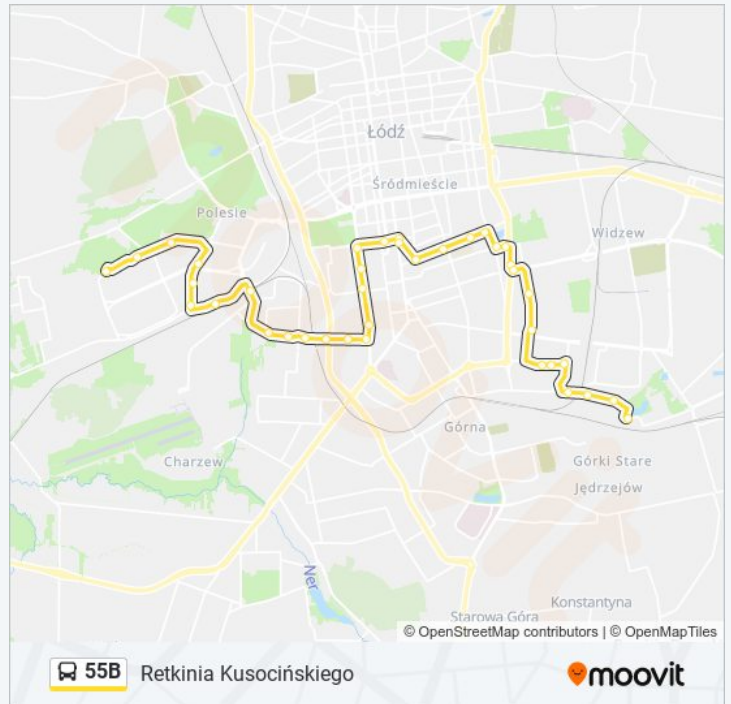 Łódź
Śródmieście
Polesie
Widzew
Górna
Charzew
Górki Stare
Jędrzejów
Ner
Konstantyna
Starowa Góra
© OpenStreetMap contributors | © OpenMapTiles
55B Retkinia Kusocińskiego
moovit